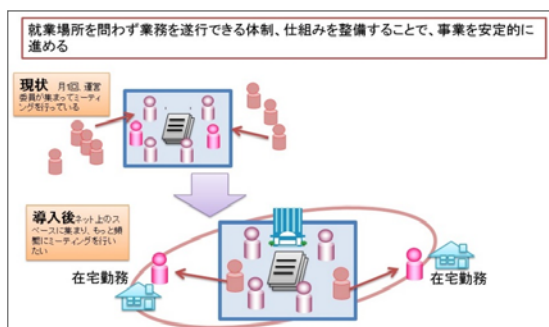 就業場所を問わず業務を遂行できる体制、仕組みを整備することで、事業を安定的に
進める
現状 月1回、運営
委員が集まってミーティ
ングを行っている
導入後ネット上のス
ペースに集まり、もっと頻
繁にミーティングを行い
たい
在宅勤務
在宅勤務